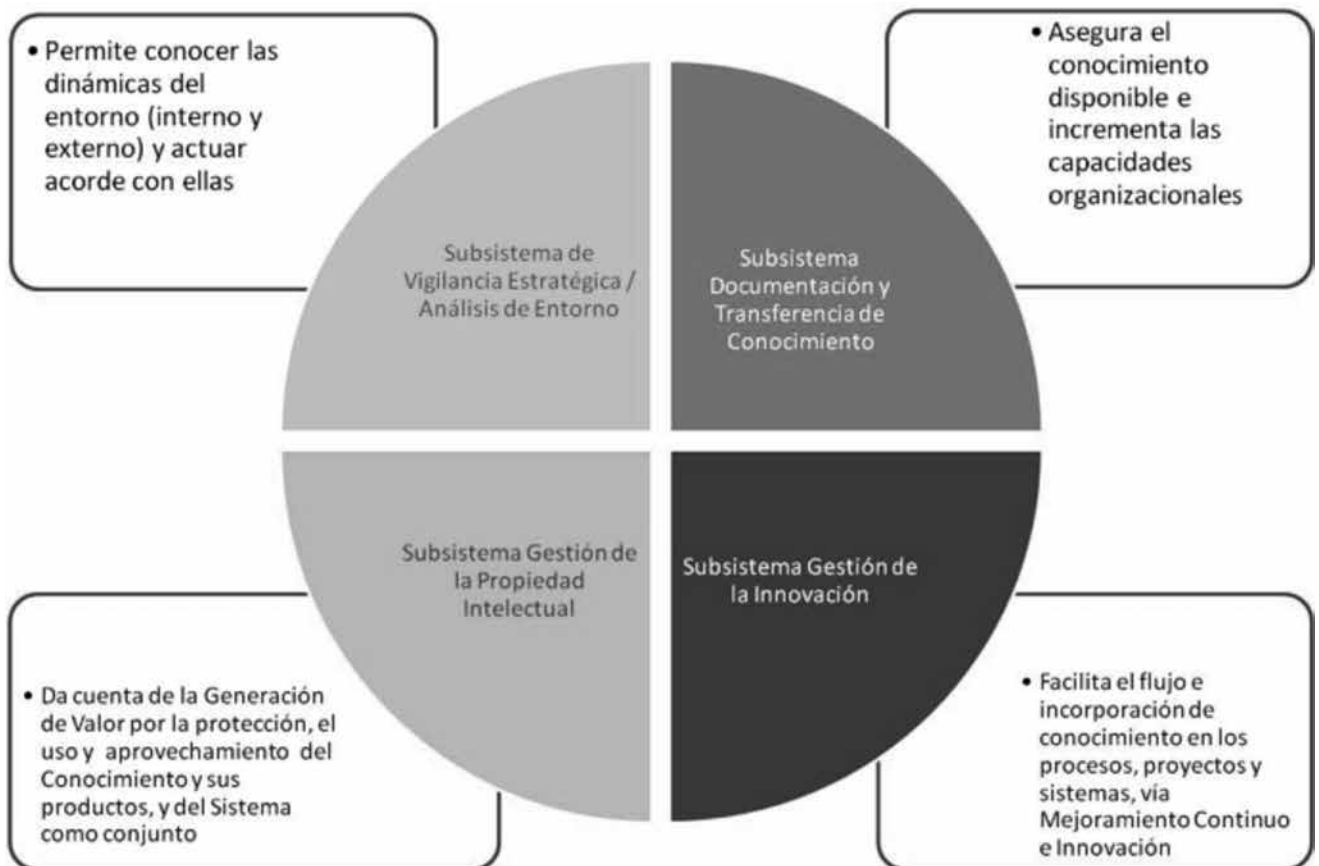 • Permite conocer las
dinámicas del
entorno (interno y
externo) y actuar
acorde con ellas
• Asegura el
conocimiento
disponible e
incrementa las
capacidades
organizacionales
Subsistema de
Vigilancia Estratégica /
Análisis de Entorno
Subsistema
Documentación y
Transferencia de
Conocimiento
Subsistema Gestión de
la Propiedad
Intelectual
Subsistema Gestión de
la Innovación
• Da cuenta de la Generación
de Valor por la protección, el
uso y aprovechamiento del
Conocimiento y sus
productos, y del Sistema
como conjunto
• Facilita el flujo e
incorporación de
conocimiento en los
procesos, proyectos y
sistemas, vía
Mejoramiento Continuo
e Innovación